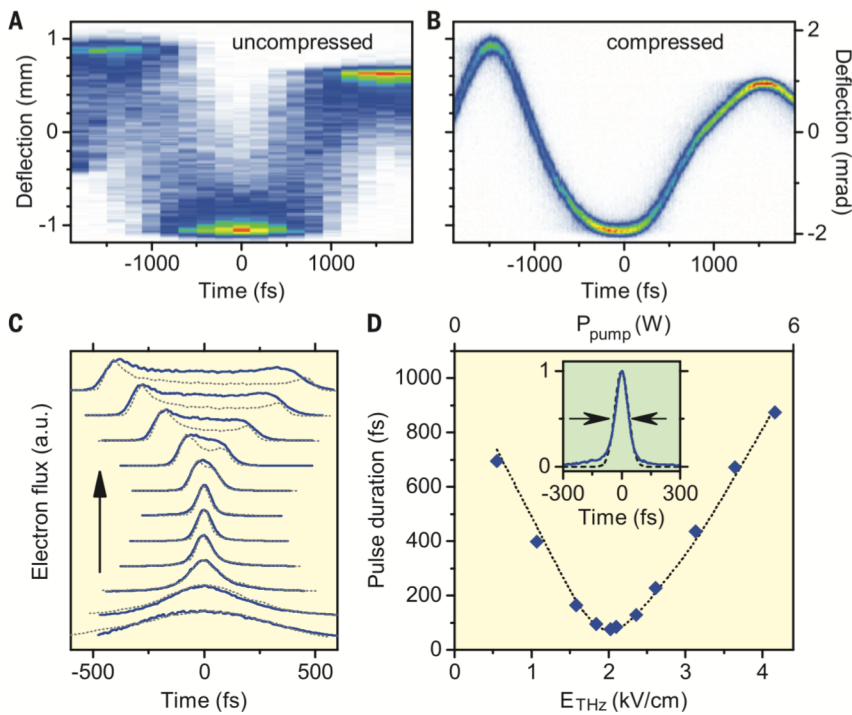 A
uncompressed
Deflection (mm)
1
0
-1
-1000 0 1000
Time (fs)
B
compressed
Deflection (mrad)
2
0
-2
-1000 0 1000
Time (fs)
C
Electron flux (a.u.)
-500 0 500
Time (fs)
D
0 P_pump (W) 6
Pulse duration (fs)
1000
800
600
400
200
0
0 1 2 3 4
E_THz (kV/cm)
1
0
-300 0 300
Time (fs)